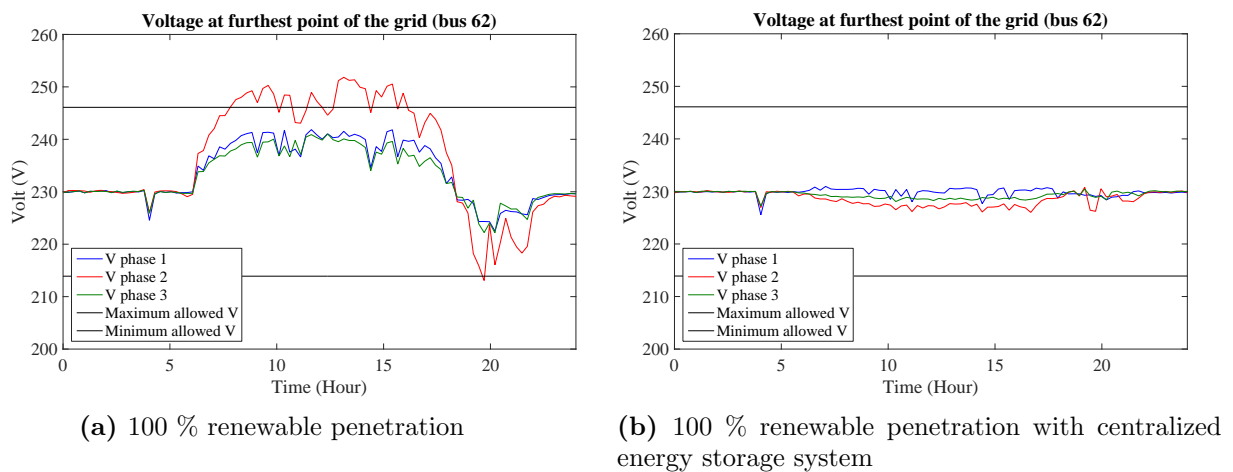 Voltage at furthest point of the grid (bus 62)
260
250
240
230
220
210
200
Volt (V)
V phase 1
V phase 2
V phase 3
Maximum allowed V
Minimum allowed V
0 5 10 15 20
Time (Hour)
(a) 100 % renewable penetration
Voltage at furthest point of the grid (bus 62)
260
250
240
230
220
210
200
Volt (V)
V phase 1
V phase 2
V phase 3
Maximum allowed V
Minimum allowed V
0 5 10 15 20
Time (Hour)
(b) 100 % renewable penetration with centralized
energy storage system